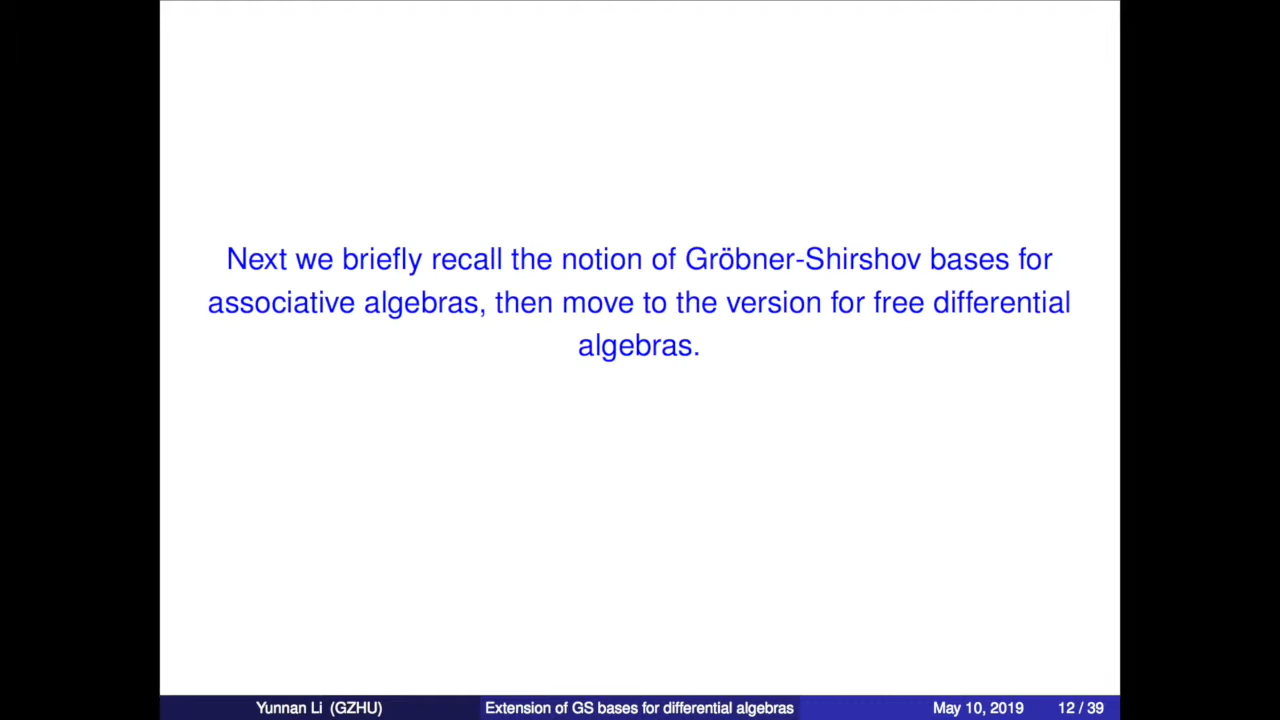 Next we briefly recall the notion of Gröbner-Shirshov bases for
associative algebras, then move to the version for free differential
algebras.
Yunnan Li (GZHU) Extension of GS bases for differential algebras May 10, 2019 12 / 39